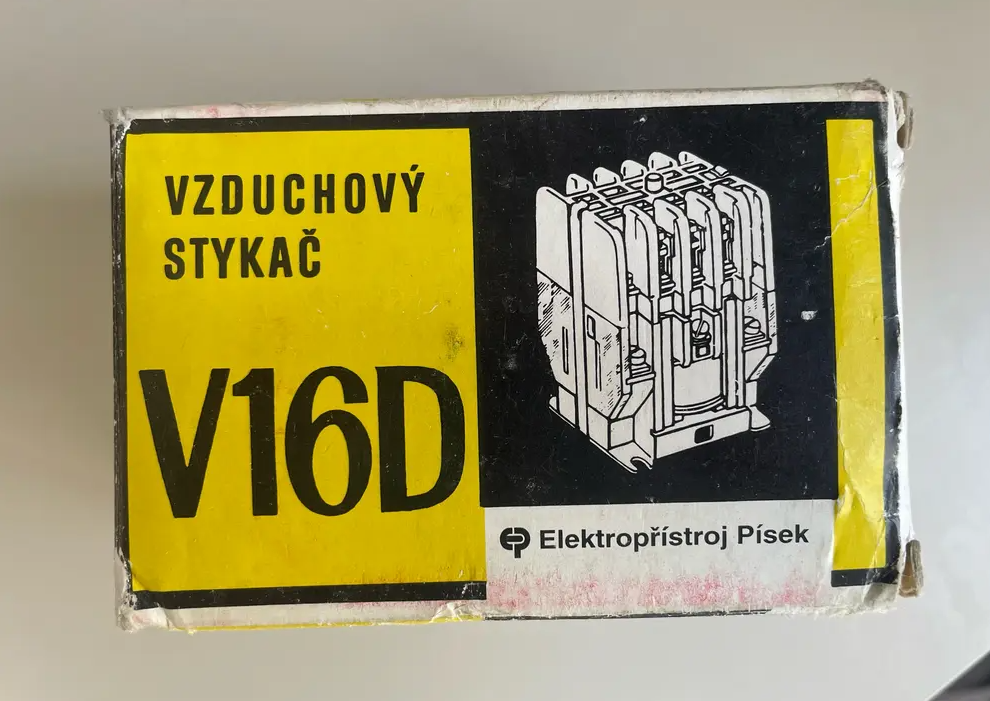 VZDUCHOVÝ
STYKAČ
V16D
Elektropřístroj Písek